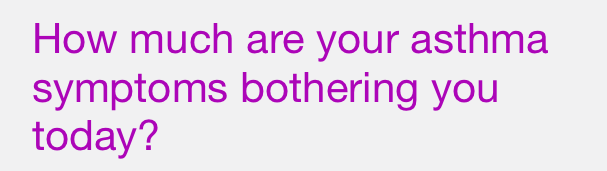 How much are your asthma
symptoms bothering you
today?